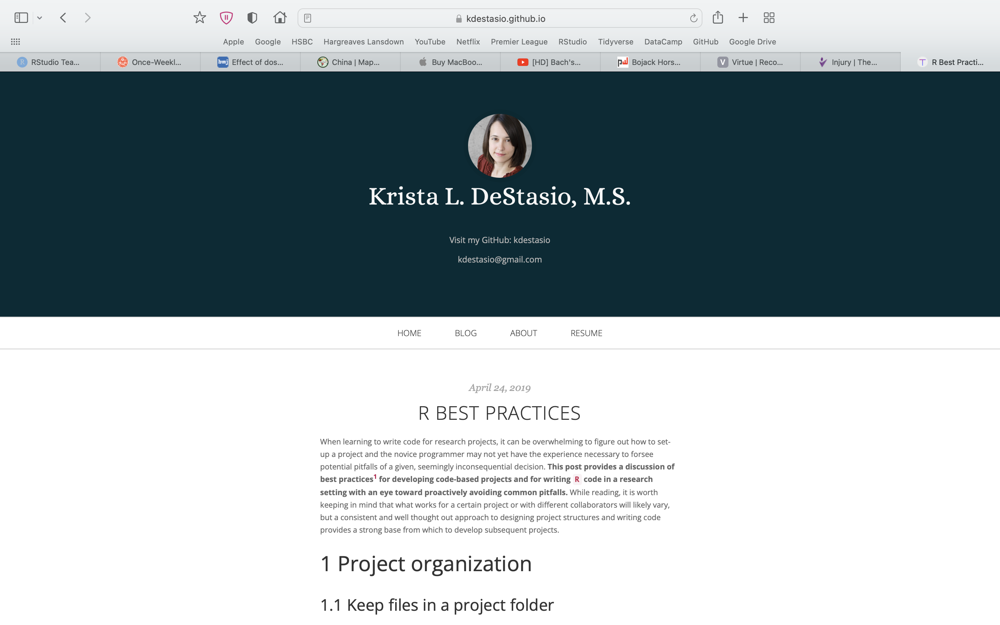 kdestasio.github.io
Apple Google HSBC Hargreaves Lansdown YouTube Netflix Premier League RStudio Tidyverse DataCamp GitHub Google Drive
R RStudio Tea... Once-Weekl... bmj Effect of dos... China | Map... Buy MacBoo... [HD] Bach's... Bojack Hors... V Virtue | Reco... Injury | The... T R Best Practi...
Krista L. DeStasio, M.S.
Visit my GitHub: kdestasio
kdestasio@gmail.com
HOME BLOG ABOUT RESUME
April 24, 2019
R BEST PRACTICES
When learning to write code for research projects, it can be overwhelming to figure out how to set-
up a project and the novice programmer may not yet have the experience necessary to forsee
potential pitfalls of a given, seemingly inconsequential decision. This post provides a discussion of
best practices1 for developing code-based projects and for writing R code in a research
setting with an eye toward proactively avoiding common pitfalls. While reading, it is worth
keeping in mind that what works for a certain project or with different collaborators will likely vary,
but a consistent and well thought out approach to designing project structures and writing code
provides a strong base from which to develop subsequent projects.
1 Project organization
1.1 Keep files in a project folder